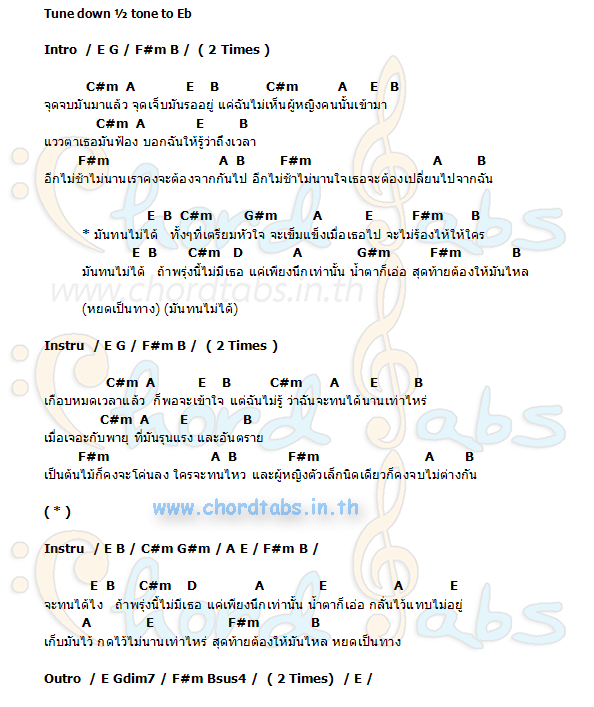 Tune down ½ tone to Eb
Intro / E G / F#m B / ( 2 Times )
C#m A E B C#m A E B
จุดจบมันมาแล้ว จุดเจ็บมันรออยู่ แค่ฉันไม่เห็นผู้หญิงคนนั้นเข้ามา
C#m A E B
แววตาเธอมันฟ้อง บอกฉันให้รู้ว่าถึงเวลา
F#m A B F#m A B
อีกไม่ช้าไม่นานเราคงจะต้องจากกันไป อีกไม่ช้าไม่นานใจเธอจะต้องเปลี่ยนไปจากฉัน
E B C#m G#m A E F#m B
* มันทนไม่ได้ ทั้งๆที่เตรียมหัวใจ จะเข้มแข็งเมื่อเธอไป จะไม่ร้องไห้ให้ใคร
E B C#m D A G#m F#m B
มันทนไม่ได้ ถ้าพรุ่งนี้ไม่มีเธอ แค่เพียงนึกเท่านั้น น้ำตาก็เอ่อ สุดท้ายต้องให้มันไหล
www.chordtabs.in.th
(หยดเป็นทาง) (มันทนไม่ได้)
Instru / E G / F#m B / ( 2 Times )
C#m A E B C#m A E B
เกือบหมดเวลาแล้ว ก็พอจะเข้าใจ แต่ฉันไม่รู้ ว่าฉันจะทนได้นานเท่าไหร่
C#m A E B
เมื่อเจอะกับพายุ ที่มันรุนแรง และอันตราย
F#m A B F#m A B
เป็นต้นไม้ก็คงจะโค่นลง ใครจะทนไหว และผู้หญิงตัวเล็กนิดเดียวก็คงจบไม่ต่างกัน
( * )
www.chordtabs.in.th
Instru / E B / C#m G#m / A E / F#m B /
E B C#m D A E A E
จะทนได้ไง ถ้าพรุ่งนี้ไม่มีเธอ แค่เพียงนึกเท่านั้น น้ำตาก็เอ่อ กลั่นไว้แทบไม่อยู่
A E F#m B
เก็บมันไว้ กดไว้ไม่นานเท่าไหร่ สุดท้ายต้องให้มันไหล หยดเป็นทาง
Outro / E Gdim7 / F#m Bsus4 / ( 2 Times) / E /